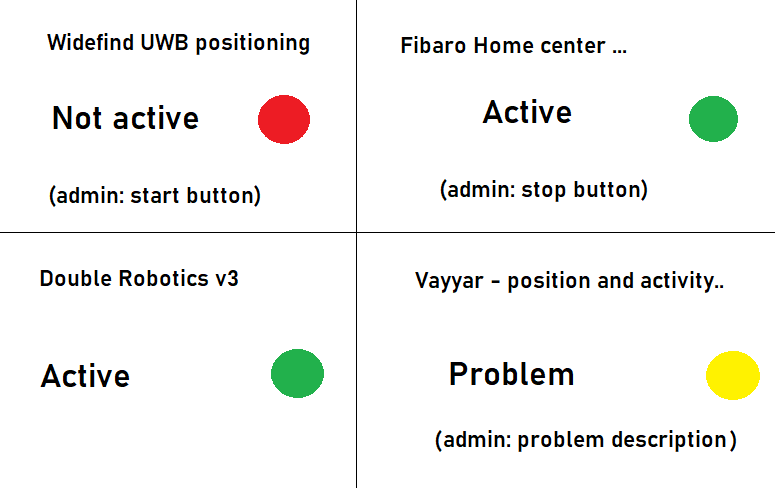 Widefind UWB positioning
Not active
(admin: start button)
Fibaro Home center ...
Active
(admin: stop button)
Double Robotics v3
Active
Vayyar - position and activity..
Problem
(admin: problem description)